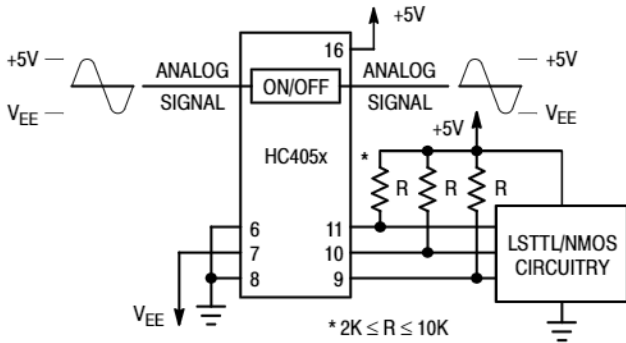 +5V
16
+5V
V_EE
ANALOG
SIGNAL
ON/OFF
ANALOG
SIGNAL
+5V
V_EE
HC405x
+5V
*
R
R
R
6
7
8
11
10
9
LSTTL/NMOS
CIRCUITRY
V_EE
* 2K ≤ R ≤ 10K